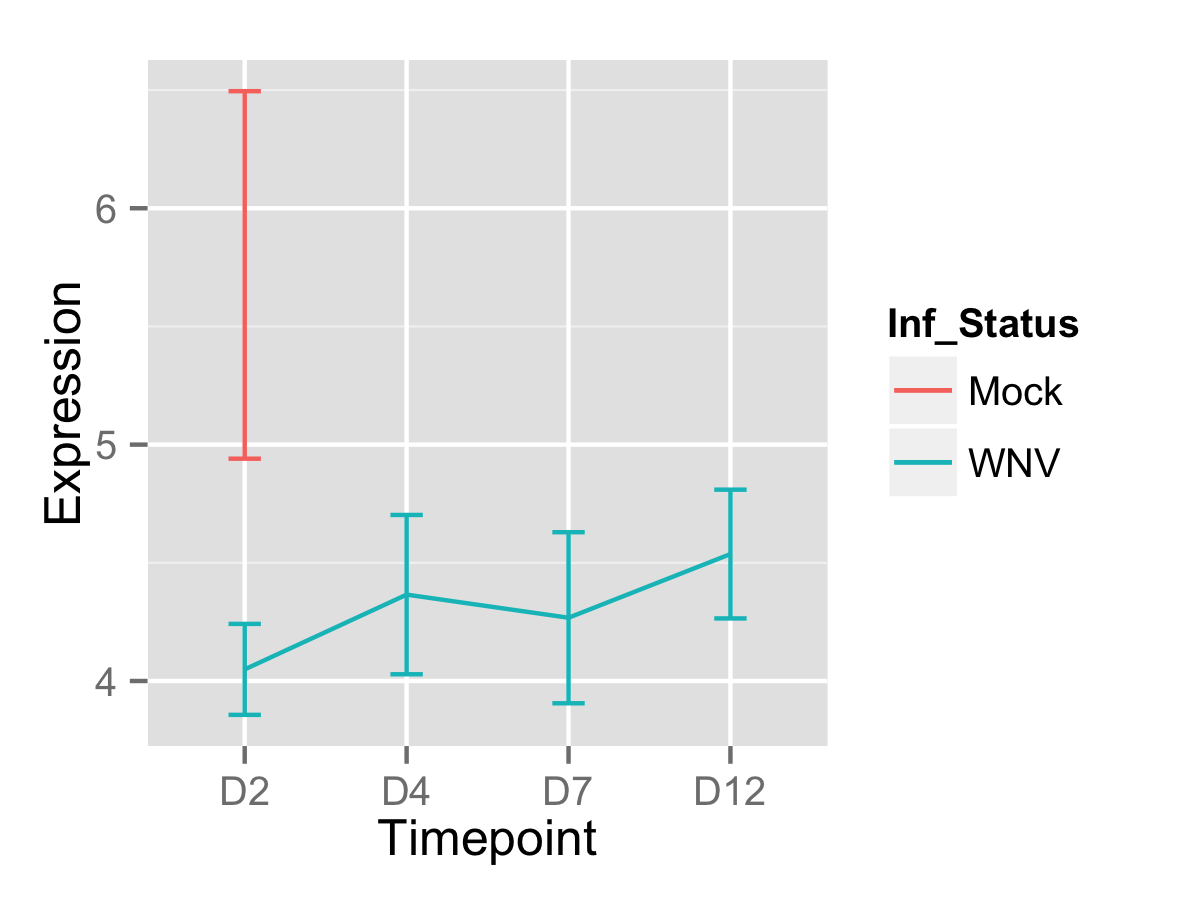 6
5
4
Expression
D2 D4 D7 D12
Timepoint
Inf_Status
Mock
WNV